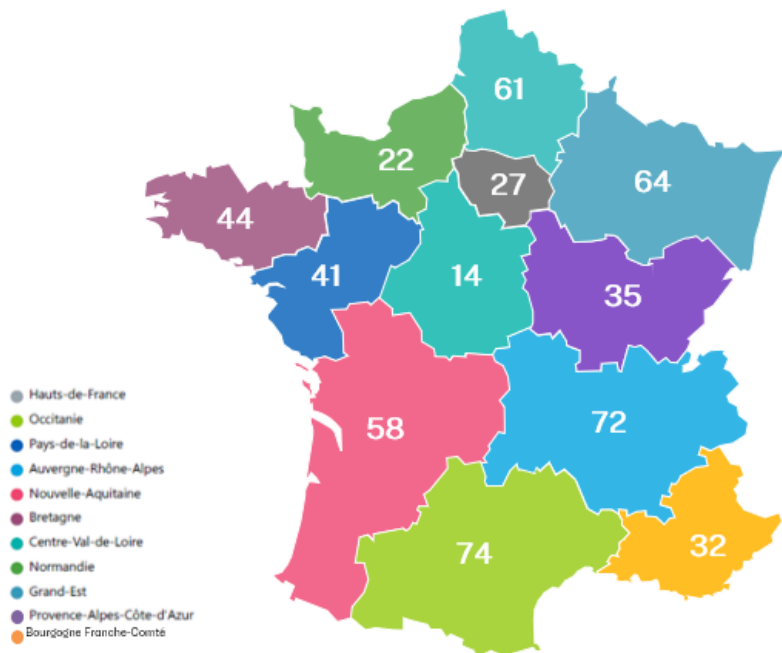 61
22
27
64
44
41
14
35
58
72
74
32
Hauts-de-France
Occitanie
Pays-de-la-Loire
Auvergne-Rhône-Alpes
Nouvelle-Aquitaine
Bretagne
Centre-Val-de-Loire
Normandie
Grand-Est
Provence-Alpes-Côte-d'Azur
Bourgogne Franche-Comté